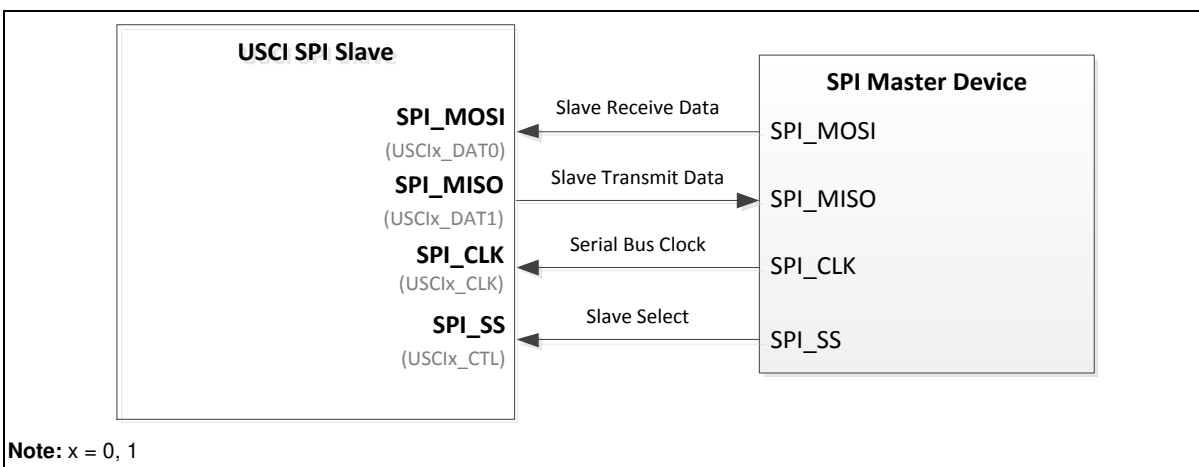 USCI SPI Slave
SPI_MOSI
(USCIx_DAT0)
SPI_MISO
(USCIx_DAT1)
SPI_CLK
(USCIx_CLK)
SPI_SS
(USCIx_CTL)
Slave Receive Data
Slave Transmit Data
Serial Bus Clock
Slave Select
SPI Master Device
SPI_MOSI
SPI_MISO
SPI_CLK
SPI_SS
Note: x = 0, 1